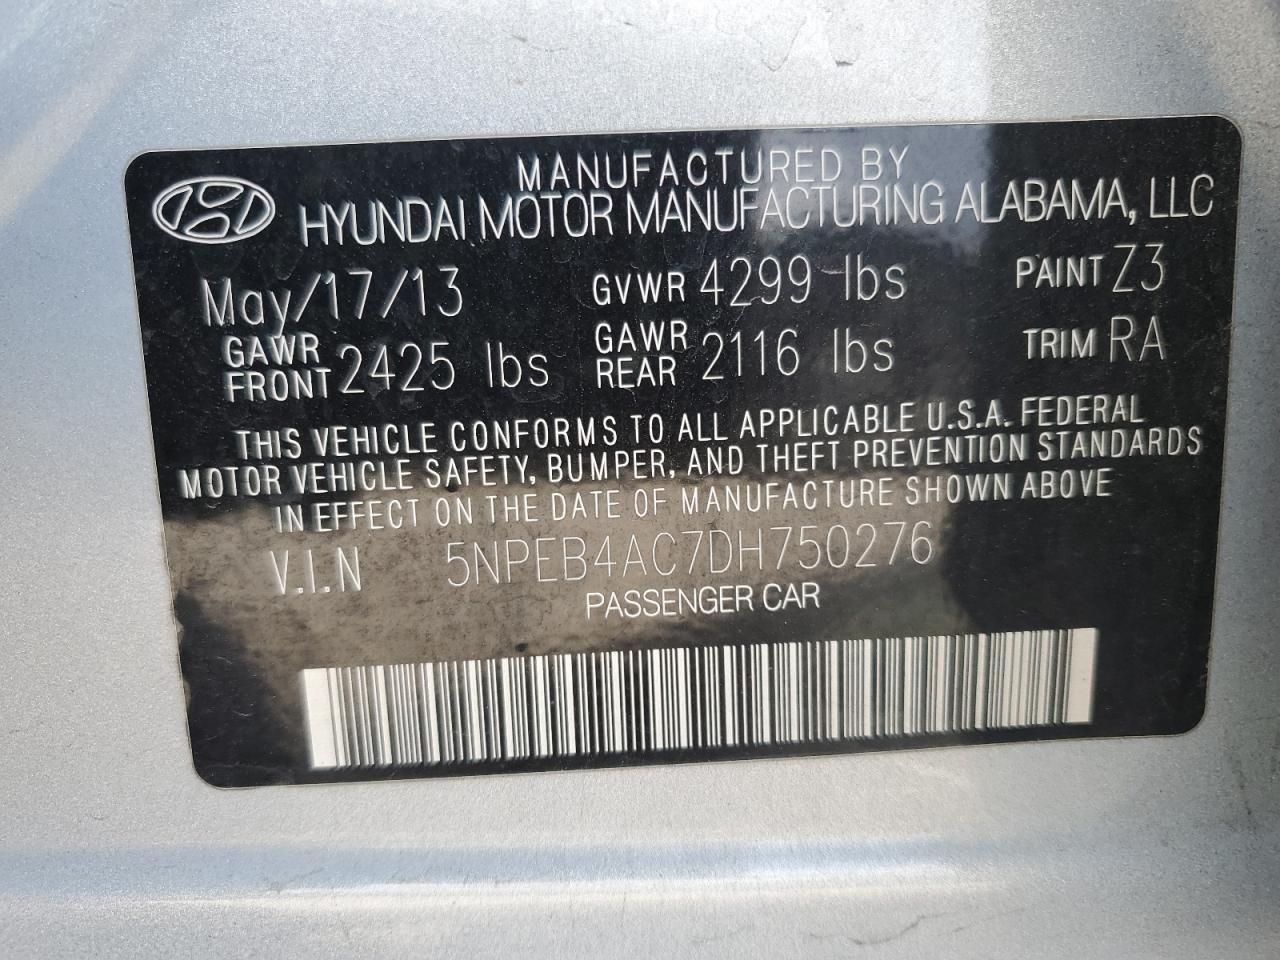 MANUFACTURED BY
HYUNDAI MOTOR MANUFACTURING ALABAMA, LLC
May/17/13 GVWR 4299 lbs PAINT Z3
GAWR FRONT 2425 lbs GAWR REAR 2116 lbs TRIM RA
THIS VEHICLE CONFORMS TO ALL APPLICABLE U.S.A. FEDERAL
MOTOR VEHICLE SAFETY, BUMPER, AND THEFT PREVENTION STANDARDS
IN EFFECT ON THE DATE OF MANUFACTURE SHOWN ABOVE
V.I.N 5NPEB4AC7DH750276
PASSENGER CAR